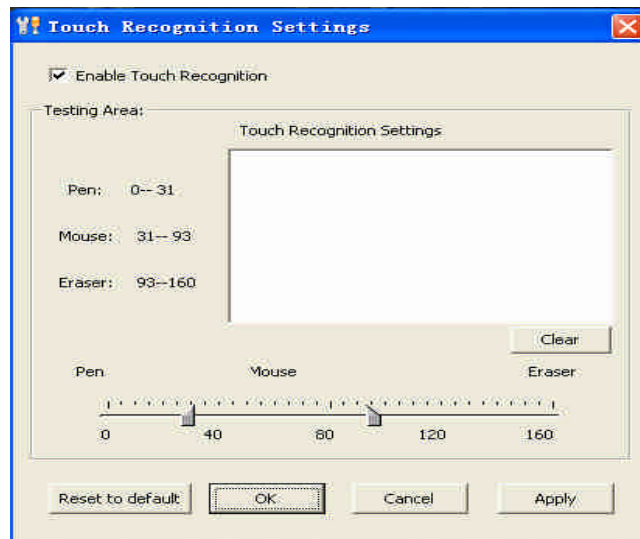 Touch Recognition Settings
Enable Touch Recognition
Testing Area:
Touch Recognition Settings
Pen: 0-- 31
Mouse: 31-- 93
Eraser: 93--160
Clear
Pen Mouse Eraser
0 40 80 120 160
Reset to default OK Cancel Apply